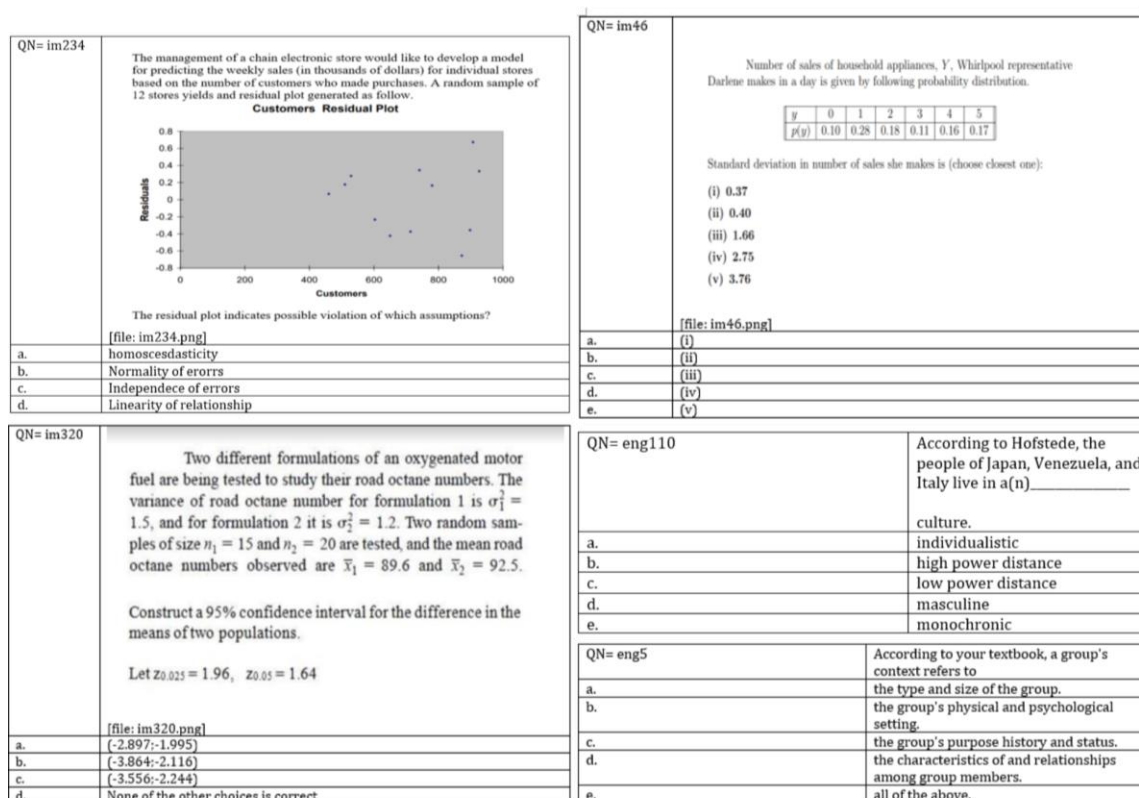 QN= im234
The management of a chain electronic store would like to develop a model
for predicting the weekly sales (in thousands of dollars) for individual stores
based on the number of customers who made purchases. A random sample of
12 stores yields and residual plot generated as follow.
Customers Residual Plot
Residuals
0.8
0.6
0.4
0.2
0
-0.2
-0.4
-0.6
-0.8
0 200 400 600 800 1000
Customers
The residual plot indicates possible violation of which assumptions?
[file: im234.png]
a. homoscesdasticity
b. Normality of erorrs
c. Independece of errors
d. Linearity of relationship
QN= im46
Number of sales of household appliances, Y, Whirlpool representative
Darlene makes in a day is given by following probability distribution.
y 0 1 2 3 4 5
p(y) 0.10 0.28 0.18 0.11 0.16 0.17
Standard deviation in number of sales she makes is (choose closest one):
(i) 0.37
(ii) 0.40
(iii) 1.66
(iv) 2.75
(v) 3.76
[file: im46.png]
a. (i)
b. (ii)
c. (iii)
d. (iv)
e. (v)
QN= im320
Two different formulations of an oxygenated motor
fuel are being tested to study their road octane numbers. The
variance of road octane number for formulation 1 is σ₁² =
1.5, and for formulation 2 it is σ₂² = 1.2. Two random sam-
ples of size n₁ = 15 and n₂ = 20 are tested, and the mean road
octane numbers observed are x̄₁ = 89.6 and x̄₂ = 92.5.
Construct a 95% confidence interval for the difference in the
means of two populations.
Let z0.025 = 1.96, z0.05 = 1.64
[file: im320.png]
a. (-2.897;-1.995)
b. (-3.864;-2.116)
c. (-3.556;-2.244)
d. None of the other choices is correct
QN= eng110
According to Hofstede, the
people of Japan, Venezuela, and
Italy live in a(n)______________
culture.
a. individualistic
b. high power distance
c. low power distance
d. masculine
e. monochronic
QN= eng5
According to your textbook, a group's
context refers to
a. the type and size of the group.
b. the group's physical and psychological
setting.
c. the group's purpose history and status.
d. the characteristics of and relationships
among group members.
e. all of the above.